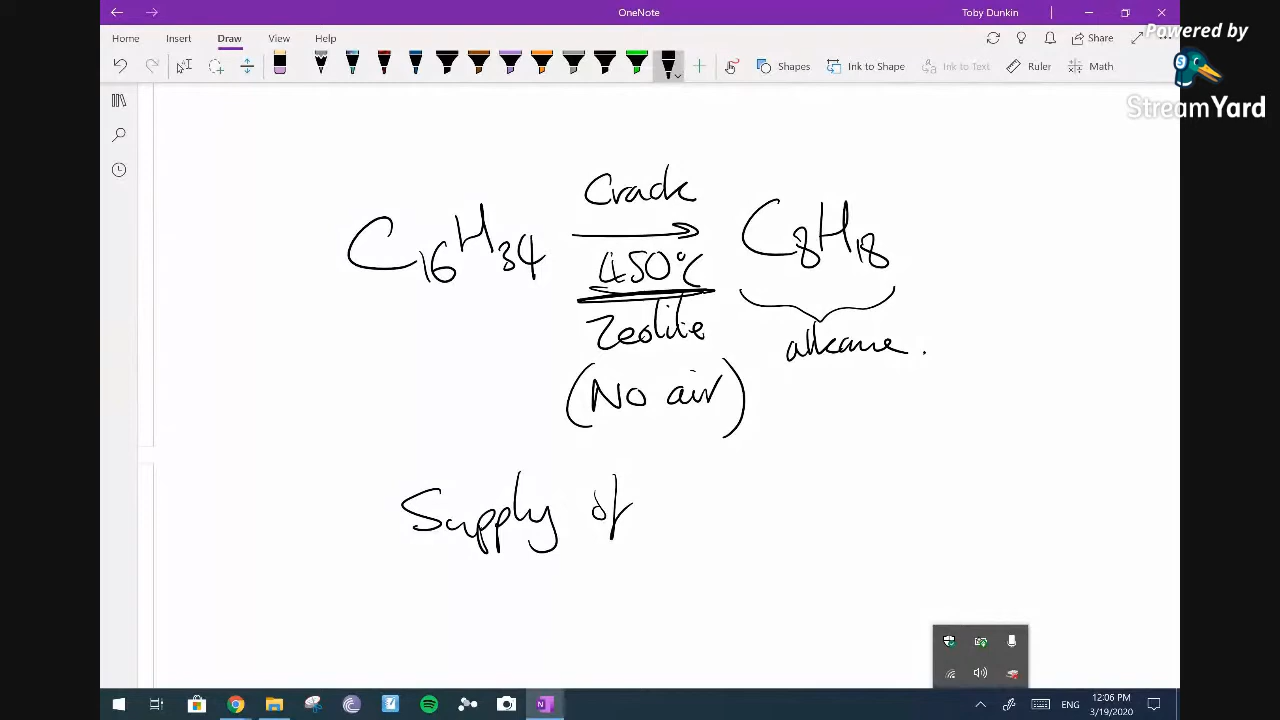 OneNote
Toby Dunkin
Powered by
StreamYard
Home Insert Draw View Help
Share
Shapes Ink to Shape Ink to Text Ruler Math
Crack
C₁₆H₃₄ → C₈H₁₈
450°C
Zeolite
alkane.
(No air)
Supply of
12:06 PM
ENG
3/19/2020